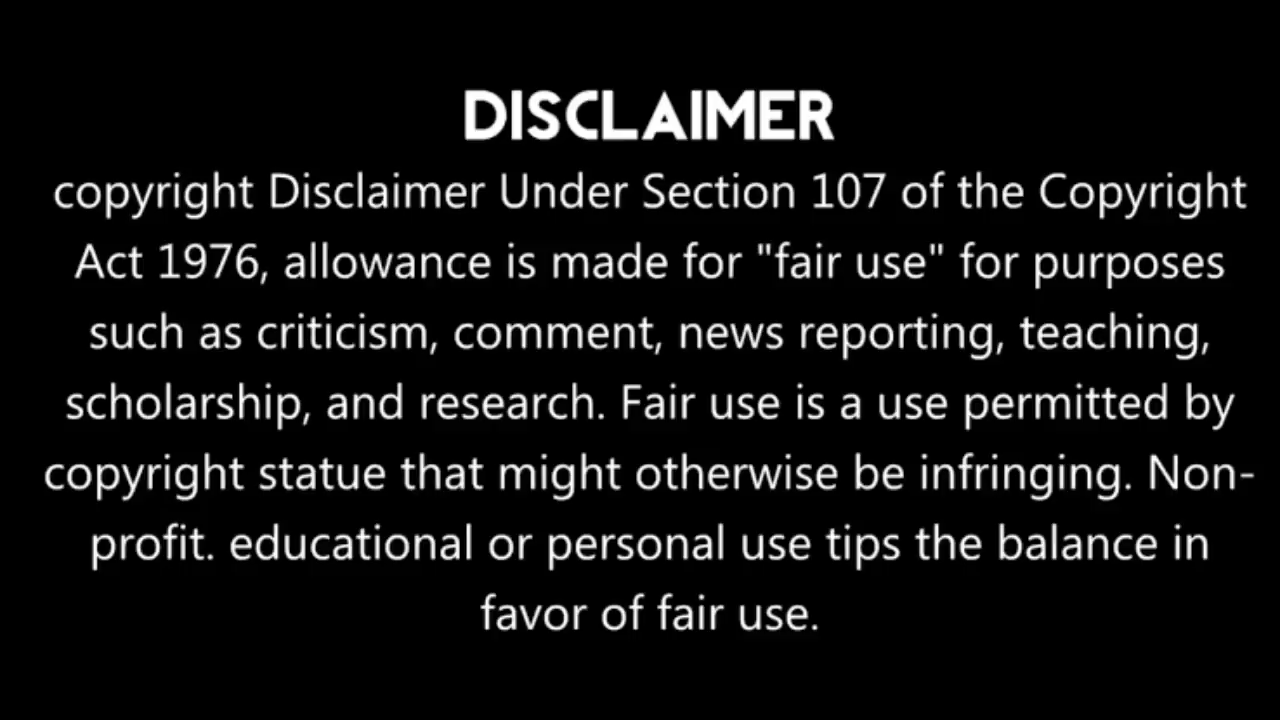 DISCLAIMER
copyright Disclaimer Under Section 107 of the Copyright
Act 1976, allowance is made for "fair use" for purposes
such as criticism, comment, news reporting, teaching,
scholarship, and research. Fair use is a use permitted by
copyright statue that might otherwise be infringing. Non-
profit. educational or personal use tips the balance in
favor of fair use.